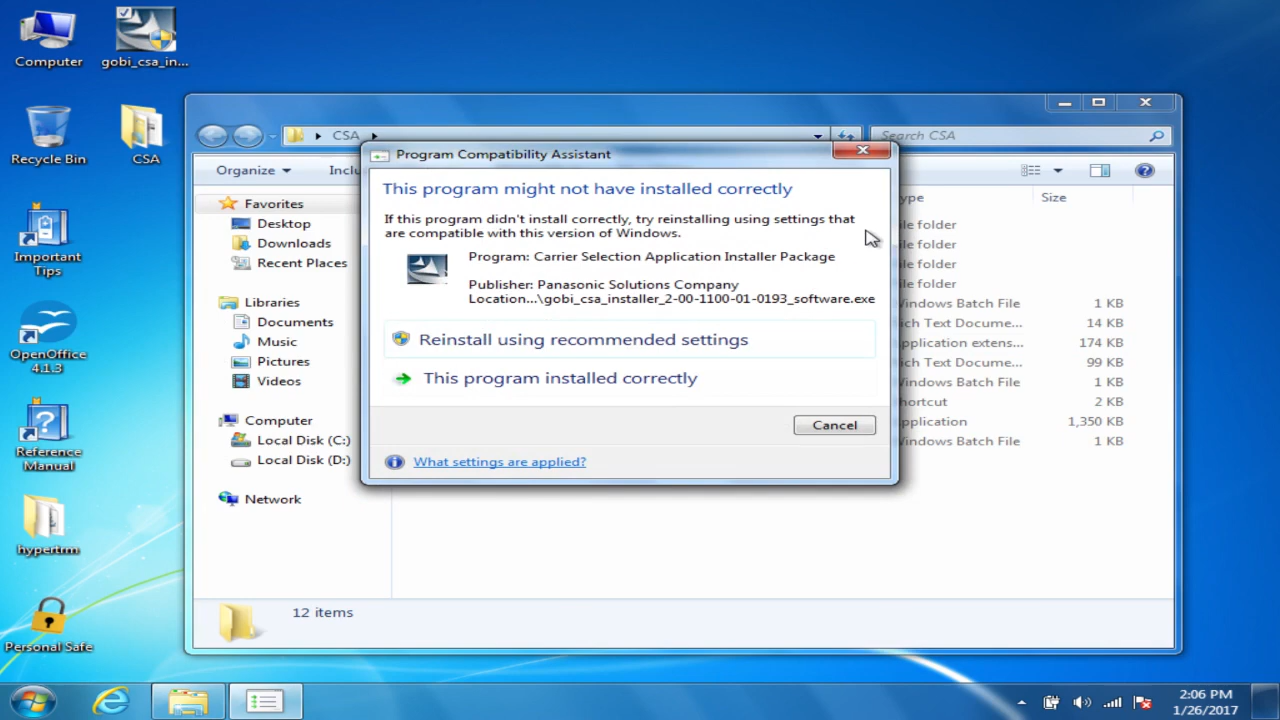 Computer
gobi_csa_in...
Recycle Bin
CSA
Important
Tips
OpenOffice
4.1.3
Reference
Manual
hypertrm
Personal Safe
CSA
Search CSA
Organize
Inclu
Favorites
Desktop
Downloads
Recent Places
Libraries
Documents
Music
Pictures
Videos
Computer
Local Disk (C:)
Local Disk (D:)
Network
ype
Size
ile folder
ile folder
ile folder
ile folder
Windows Batch File
1 KB
ich Text Docume...
14 KB
pplication extens...
174 KB
ich Text Docume...
99 KB
Windows Batch File
1 KB
hortcut
2 KB
pplication
1,350 KB
Windows Batch File
1 KB
12 items
Program Compatibility Assistant
This program might not have installed correctly
If this program didn't install correctly, try reinstalling using settings that
are compatible with this version of Windows.
Program: Carrier Selection Application Installer Package
Publisher: Panasonic Solutions Company
Location...\gobi_csa_installer_2-00-1100-01-0193_software.exe
Reinstall using recommended settings
This program installed correctly
Cancel
What settings are applied?
2:06 PM
1/26/2017